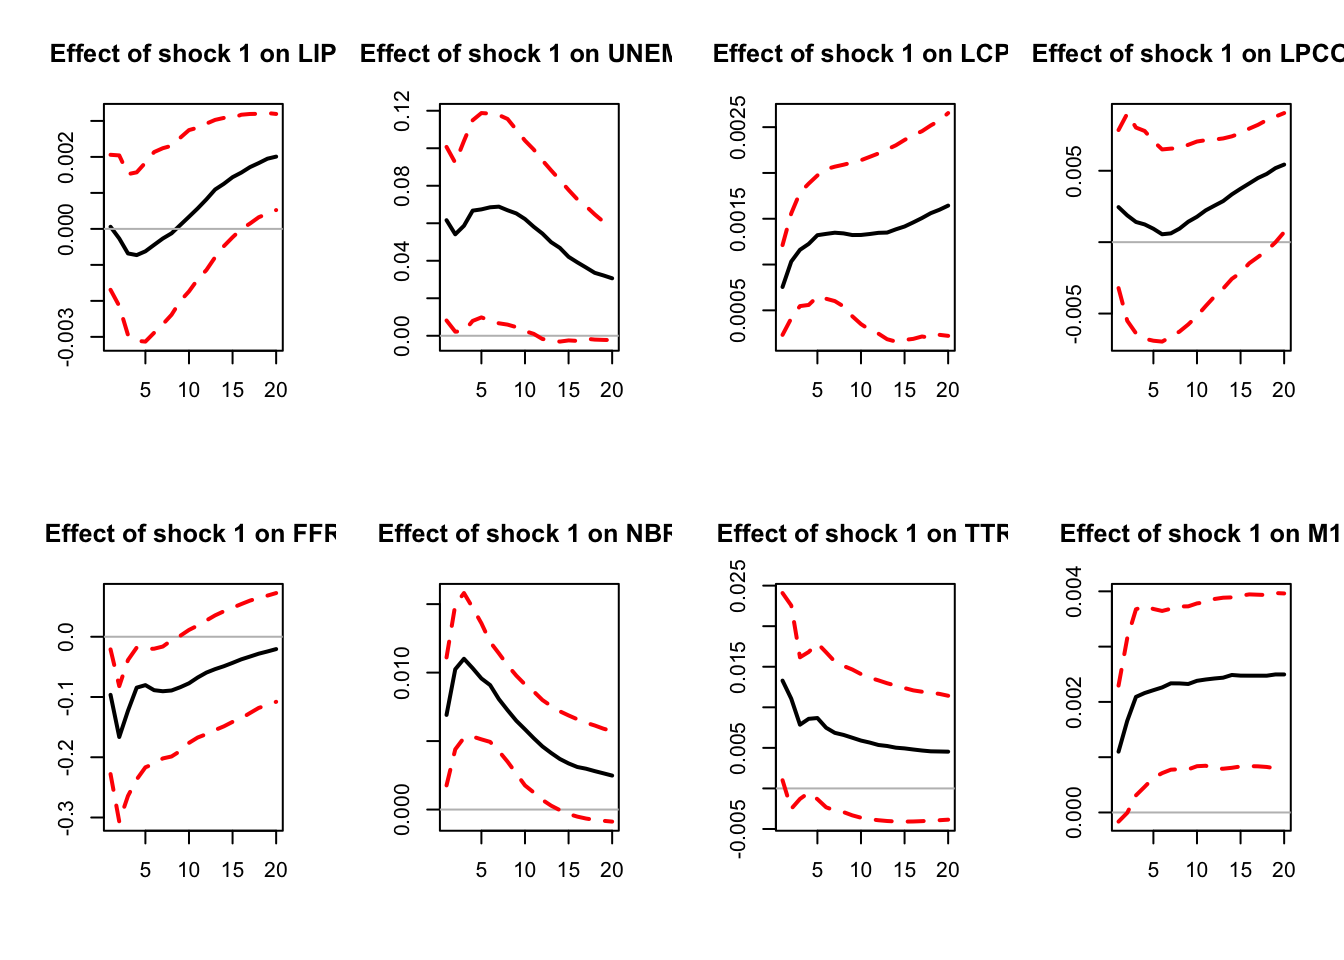 Effect of shock 1 on LIP
0.002
0.000
-0.003
5 10 15 20
Effect of shock 1 on UNEM
0.12
0.08
0.04
0.00
5 10 15 20
Effect of shock 1 on LCP
0.0025
0.0015
0.0005
5 10 15 20
Effect of shock 1 on LPCO
0.005
-0.005
5 10 15 20
Effect of shock 1 on FFR
0.0
-0.1
-0.2
-0.3
5 10 15 20
Effect of shock 1 on NBR
0.010
0.000
5 10 15 20
Effect of shock 1 on TTR
0.025
0.015
0.005
-0.005
5 10 15 20
Effect of shock 1 on M1
0.004
0.002
0.000
5 10 15 20